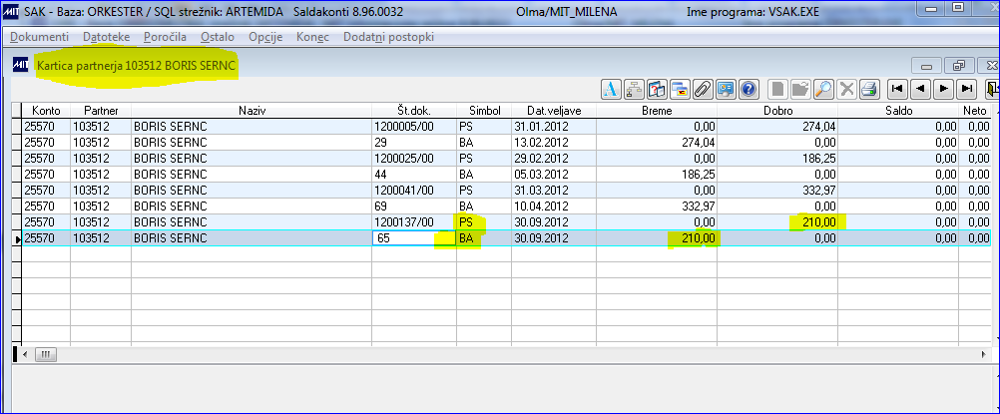 MIT SAK - Baza: ORKESTER / SQL strežnik: ARTEMIDA Saldakonti 8.96.0032 Olma/MIT_MILENA Ime programa: VSAK.EXE
Dokumenti Datoteke Poročila Ostalo Opcije Konec Dodatni postopki
MIT Kartica partnerja 103512 BORIS SERNC
Konto Partner Naziv Št.dok. Simbol Dat.veljave Breme Dobro Saldo Neto
25570 103512 BORIS SERNC 1200005/00 PS 31.01.2012 0,00 274,04 0,00 0,00
25570 103512 BORIS SERNC 29 BA 13.02.2012 274,04 0,00 0,00 0,00
25570 103512 BORIS SERNC 1200025/00 PS 29.02.2012 0,00 186,25 0,00 0,00
25570 103512 BORIS SERNC 44 BA 05.03.2012 186,25 0,00 0,00 0,00
25570 103512 BORIS SERNC 1200041/00 PS 31.03.2012 0,00 332,97 0,00 0,00
25570 103512 BORIS SERNC 69 BA 10.04.2012 332,97 0,00 0,00 0,00
25570 103512 BORIS SERNC 1200137/00 PS 30.09.2012 0,00 210,00 0,00 0,00
25570 103512 BORIS SERNC 65 BA 30.09.2012 210,00 0,00 0,00 0,00